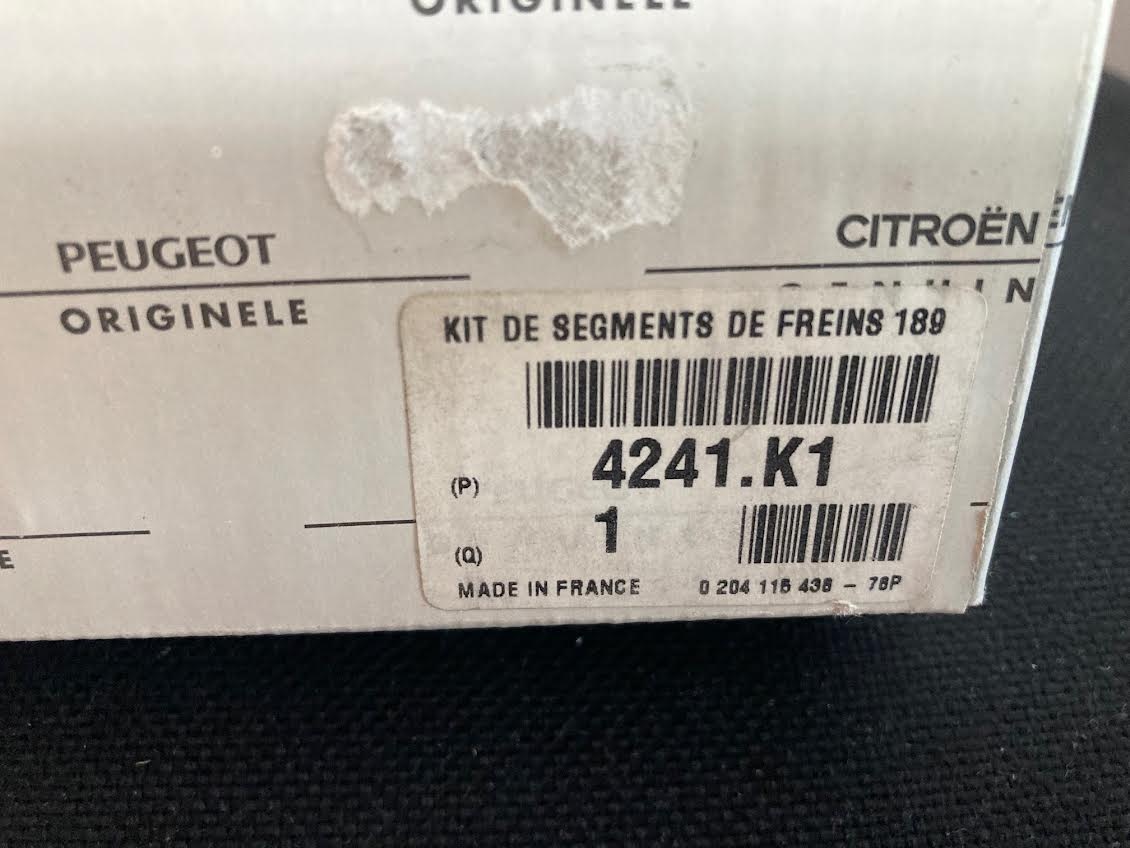 ORIGINELE
PEUGEOT
ORIGINELE
CITROËN
KIT DE SEGMENTS DE FREINS 189
4241.K1
(P)
1
(Q)
MADE IN FRANCE 0 204 115 436 - 76P
E